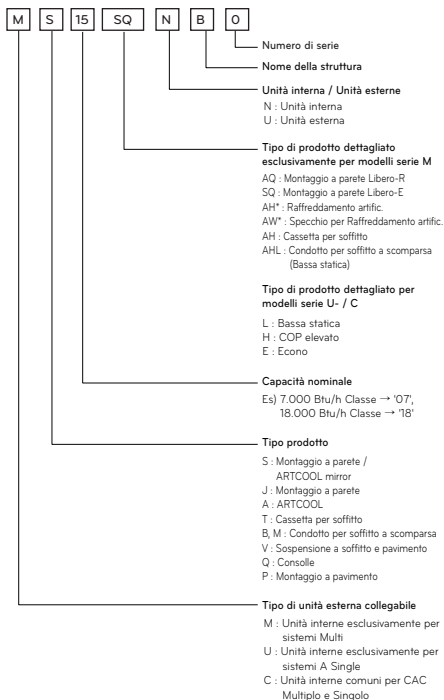 M S 15 SQ N B 0
Numero di serie
Nome della struttura
Unità interna / Unità esterne
N : Unità interna
U : Unità esterna
Tipo di prodotto dettagliato
esclusivamente per modelli serie M
AQ : Montaggio a parete Libero-R
SQ : Montaggio a parete Libero-E
AH* : Raffreddamento artific.
AW* : Specchio per Raffreddamento artific.
AH : Cassetta per soffitto
AHL : Condotto per soffitto a scomparsa
(Bassa statica)
Tipo di prodotto dettagliato per
modelli serie U- / C
L : Bassa statica
H : COP elevato
E : Econo
Capacità nominale
Es) 7.000 Btu/h Classe → '07',
18.000 Btu/h Classe → '18'
Tipo prodotto
S : Montaggio a parete /
ARTCOOL mirror
J : Montaggio a parete
A : ARTCOOL
T : Cassetta per soffitto
B, M : Condotto per soffitto a scomparsa
V : Sospensione a soffitto e pavimento
Q : Consolle
P : Montaggio a pavimento
Tipo di unità esterna collegabile
M : Unità interne esclusivamente per
sistemi Multi
U : Unità interne esclusivamente per
sistemi A Single
C : Unità interne comuni per CAC
Multiplo e Singolo